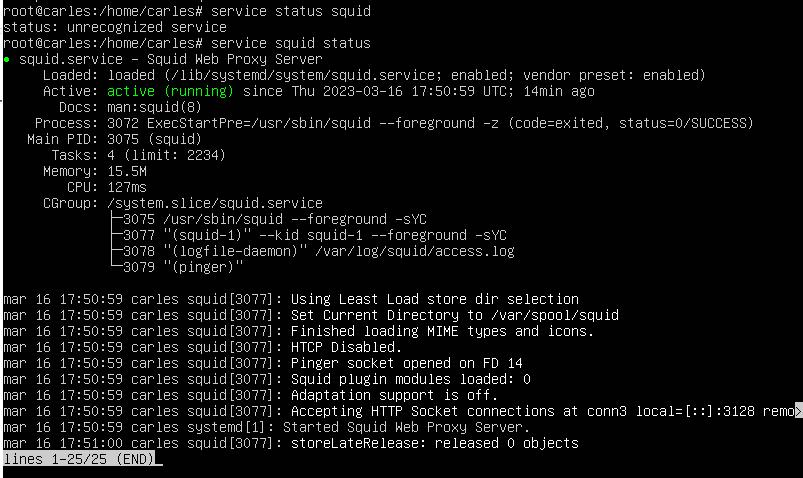 root@carles:/home/carles# service status squid
status: unrecognized service
root@carles:/home/carles# service squid status
● squid.service - Squid Web Proxy Server
     Loaded: loaded (/lib/systemd/system/squid.service; enabled; vendor preset: enabled)
     Active: active (running) since Thu 2023-03-16 17:50:59 UTC; 14min ago
       Docs: man:squid(8)
    Process: 3072 ExecStartPre=/usr/sbin/squid --foreground -z (code=exited, status=0/SUCCESS)
   Main PID: 3075 (squid)
      Tasks: 4 (limit: 2234)
     Memory: 15.5M
        CPU: 127ms
     CGroup: /system.slice/squid.service
             ├─3075 /usr/sbin/squid --foreground -sYC
             ├─3077 "(squid-1)" --kid squid-1 --foreground -sYC
             ├─3078 "(logfile-daemon)" /var/log/squid/access.log
             └─3079 "(pinger)"
mar 16 17:50:59 carles squid[3077]: Using Least Load store dir selection
mar 16 17:50:59 carles squid[3077]: Set Current Directory to /var/spool/squid
mar 16 17:50:59 carles squid[3077]: Finished loading MIME types and icons.
mar 16 17:50:59 carles squid[3077]: HTCP Disabled.
mar 16 17:50:59 carles squid[3077]: Pinger socket opened on FD 14
mar 16 17:50:59 carles squid[3077]: Squid plugin modules loaded: 0
mar 16 17:50:59 carles squid[3077]: Adaptation support is off.
mar 16 17:50:59 carles squid[3077]: Accepting HTTP Socket connections at conn3 local=[::]:3128 remo>
mar 16 17:50:59 carles systemd[1]: Started Squid Web Proxy Server.
mar 16 17:51:00 carles squid[3077]: storeLateRelease: released 0 objects
lines 1-25/25 (END)